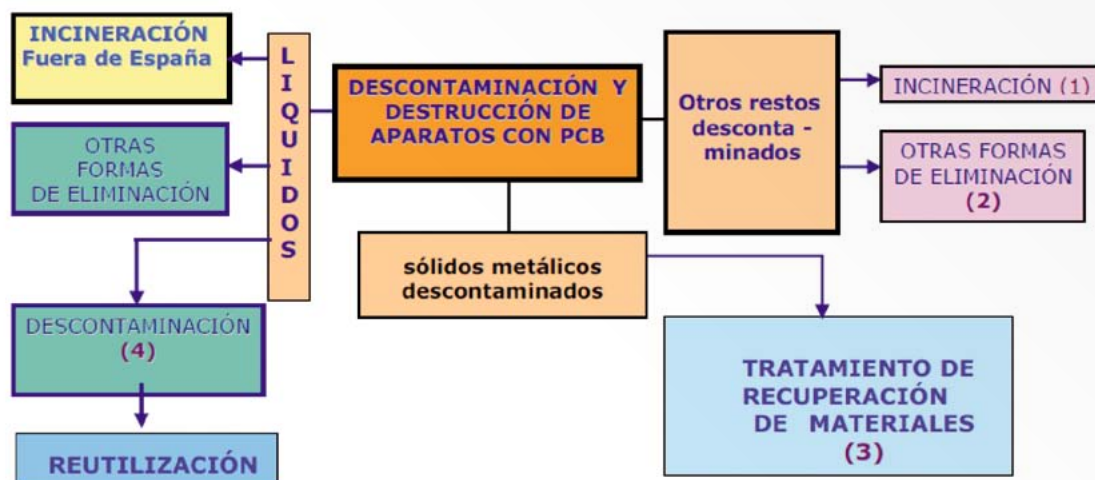 INCINERACIÓN
Fuera de España
OTRAS
FORMAS
DE ELIMINACIÓN
DESCONTAMINACIÓN
(4)
REUTILIZACIÓN
L
I
Q
U
I
D
O
S
DESCONTAMINACIÓN Y
DESTRUCCIÓN DE
APARATOS CON PCB
sólidos metálicos
descontaminados
Otros restos
desconta -
minados
INCINERACIÓN (1)
OTRAS FORMAS
DE ELIMINACIÓN
(2)
TRATAMIENTO DE
RECUPERACIÓN
DE MATERIALES
(3)